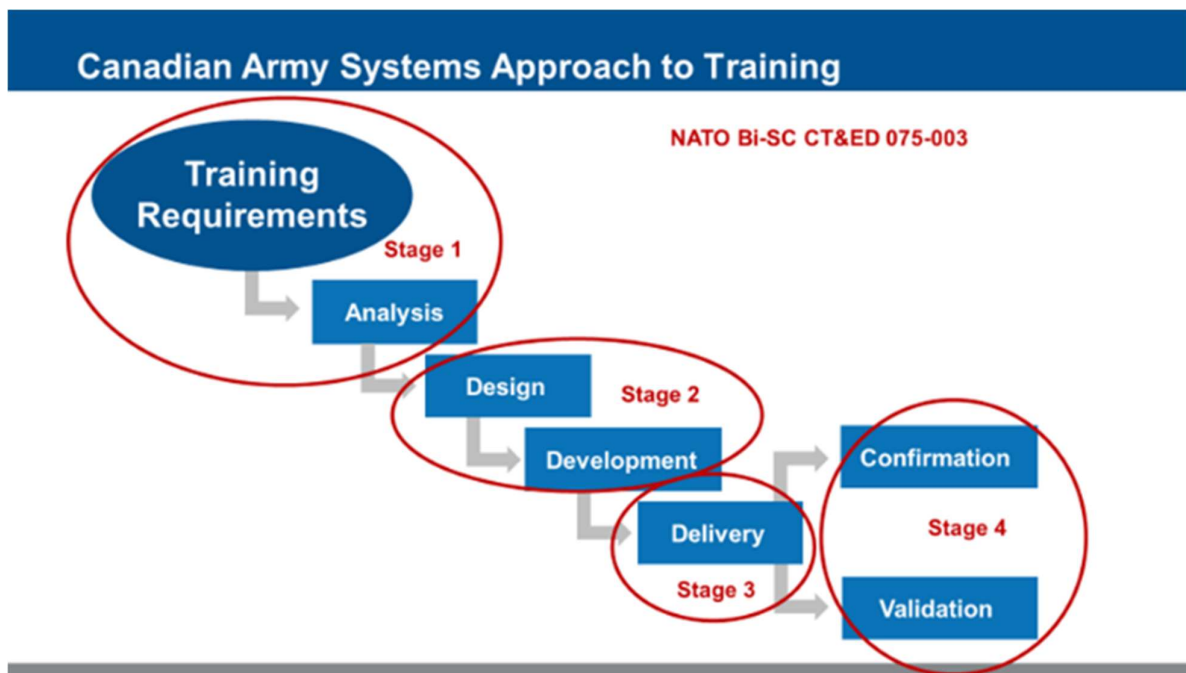 Canadian Army Systems Approach to Training
NATO Bi-SC CT&ED 075-003
Training
Requirements
Stage 1
Analysis
Design
Stage 2
Development
Confirmation
Delivery
Stage 4
Stage 3
Validation